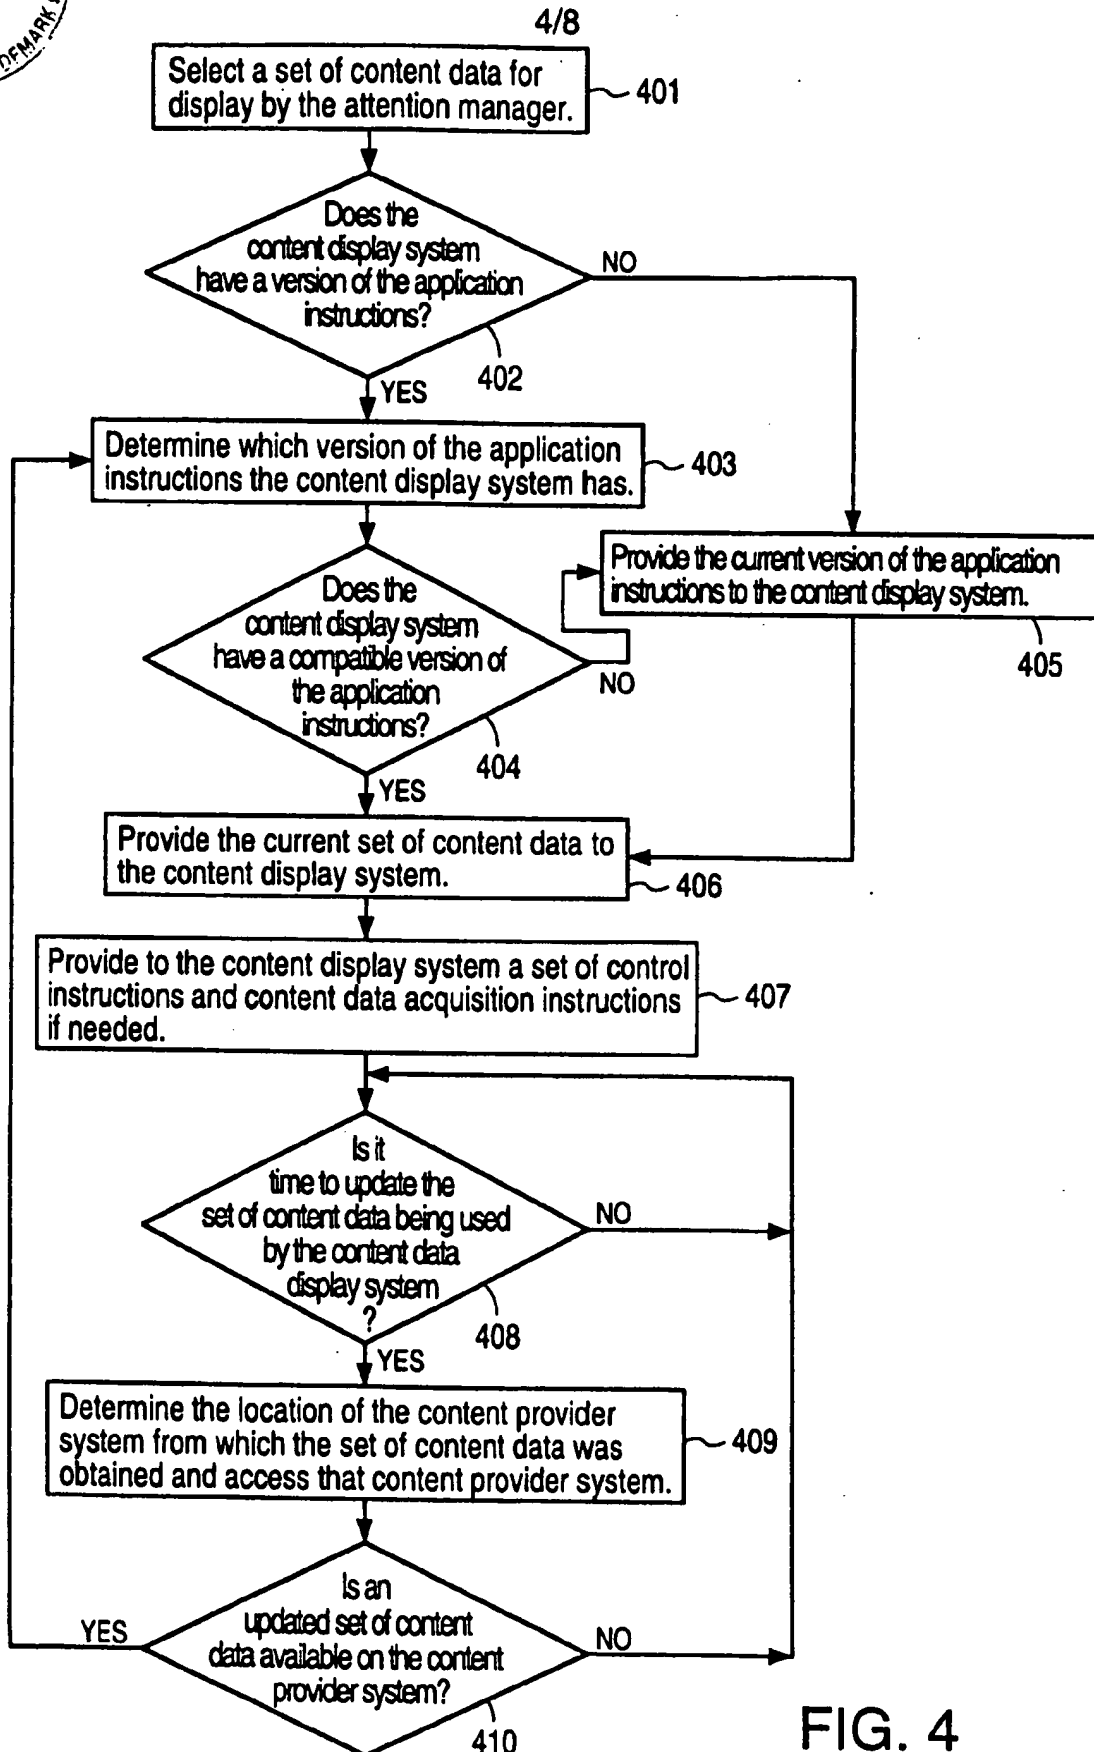 DEMARK
4/8
Select a set of content data for
display by the attention manager.
401
Does the
content display system
have a version of the application
instructions?
NO
402
YES
Determine which version of the application
instructions the content display system has.
403
Provide the current version of the application
instructions to the content display system.
405
Does the
content display system
have a compatible version of
the application
instructions?
NO
404
YES
Provide the current set of content data to
the content display system.
406
Provide to the content display system a set of control
instructions and content data acquisition instructions
if needed.
407
Is it
time to update the
set of content data being used
by the content data
display system
?
NO
408
YES
Determine the location of the content provider
system from which the set of content data was
obtained and access that content provider system.
409
Is an
updated set of content
data available on the content
provider system?
YES
NO
410
FIG. 4